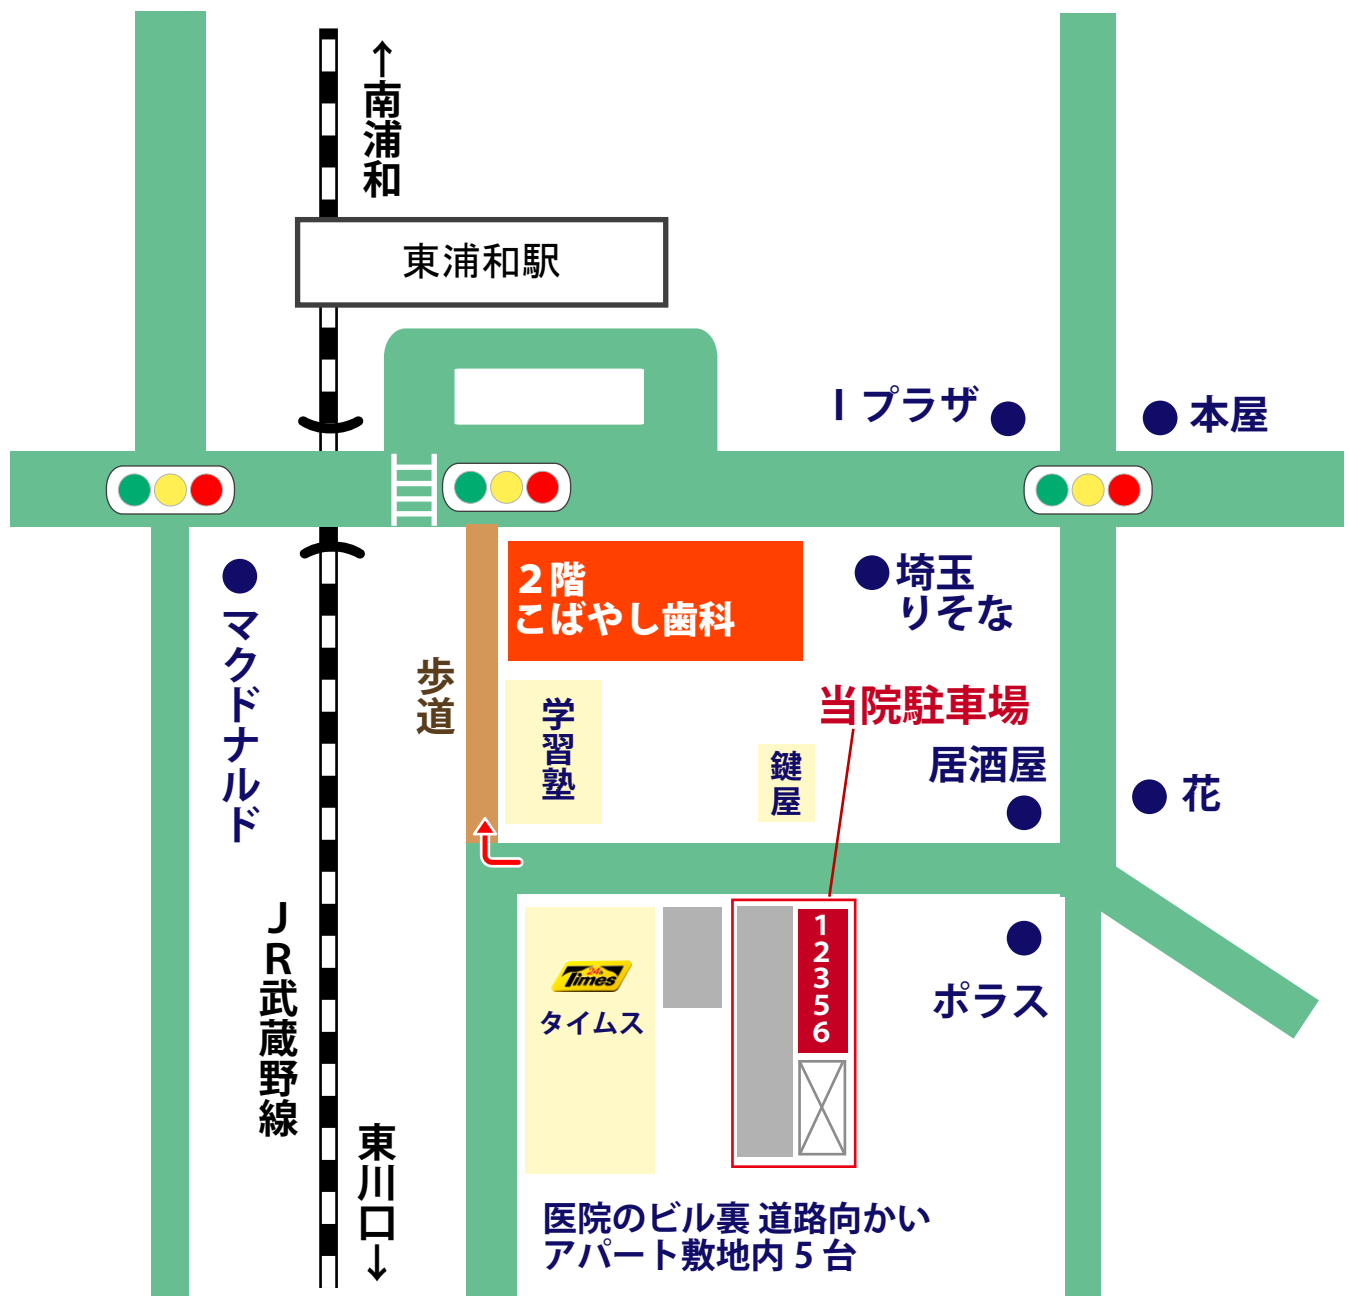 ↑南浦和
東浦和駅
Iプラザ
本屋
2階
こばやし歯科
埼玉
りそな
マクドナルド
歩道
学習塾
当院駐車場
鍵屋
居酒屋
花
JR武蔵野線
24h
Times
タイムス
1
2
3
5
6
ポラス
東川口↓
医院のビル裏 道路向かい
アパート敷地内 5 台